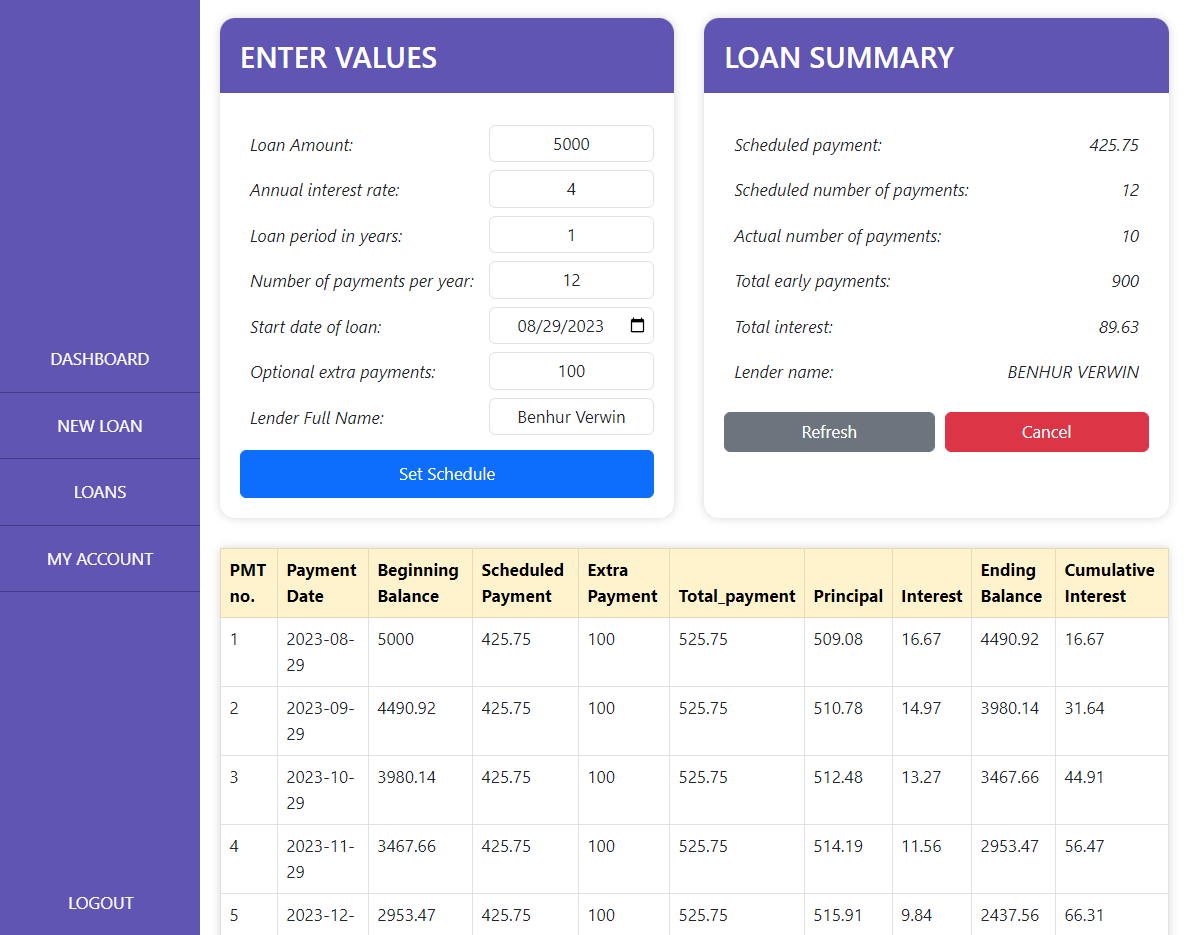 DASHBOARD
NEW LOAN
LOANS
MY ACCOUNT
LOGOUT
ENTER VALUES
Loan Amount: 5000
Annual interest rate: 4
Loan period in years: 1
Number of payments per year: 12
Start date of loan: 08/29/2023
Optional extra payments: 100
Lender Full Name: Benhur Verwin
Set Schedule
LOAN SUMMARY
Scheduled payment: 425.75
Scheduled number of payments: 12
Actual number of payments: 10
Total early payments: 900
Total interest: 89.63
Lender name: BENHUR VERWIN
Refresh Cancel
PMT Payment Beginning Scheduled Extra Ending Cumulative
no. Date Balance Payment Payment Total_payment Principal Interest Balance Interest
1 2023-08- 5000 425.75 100 525.75 509.08 16.67 4490.92 16.67
29
2 2023-09- 4490.92 425.75 100 525.75 510.78 14.97 3980.14 31.64
29
3 2023-10- 3980.14 425.75 100 525.75 512.48 13.27 3467.66 44.91
29
4 2023-11- 3467.66 425.75 100 525.75 514.19 11.56 2953.47 56.47
29
5 2023-12- 2953.47 425.75 100 525.75 515.91 9.84 2437.56 66.31